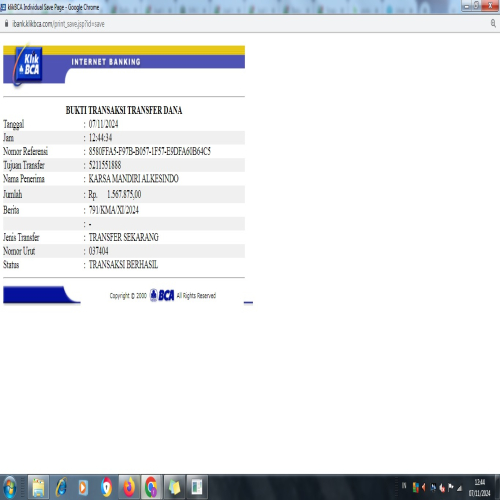 klikBCA Individual Save Page - Google Chrome
ibank.klikbca.com/print_save.jsp?id=save
Klik BCA
INTERNET BANKING
BUKTI TRANSAKSI TRANSFER DANA
Tanggal : 07/11/2024
Jam : 12:44:34
Nomor Referensi : 8580FFA5-F97B-B057-1F57-E9DFA60B64C5
Tujuan Transfer : 5211551888
Nama Penerima : KARSA MANDIRI ALKESINDO
Jumlah : Rp. 1.567.875,00
Berita : 791/KMA/XI/2024
: -
Jenis Transfer : TRANSFER SEKARANG
Nomor Urut : 037404
Status : TRANSAKSI BERHASIL
Copyright © 2000 BCA All Rights Reserved
IN
12:44
07/11/2024